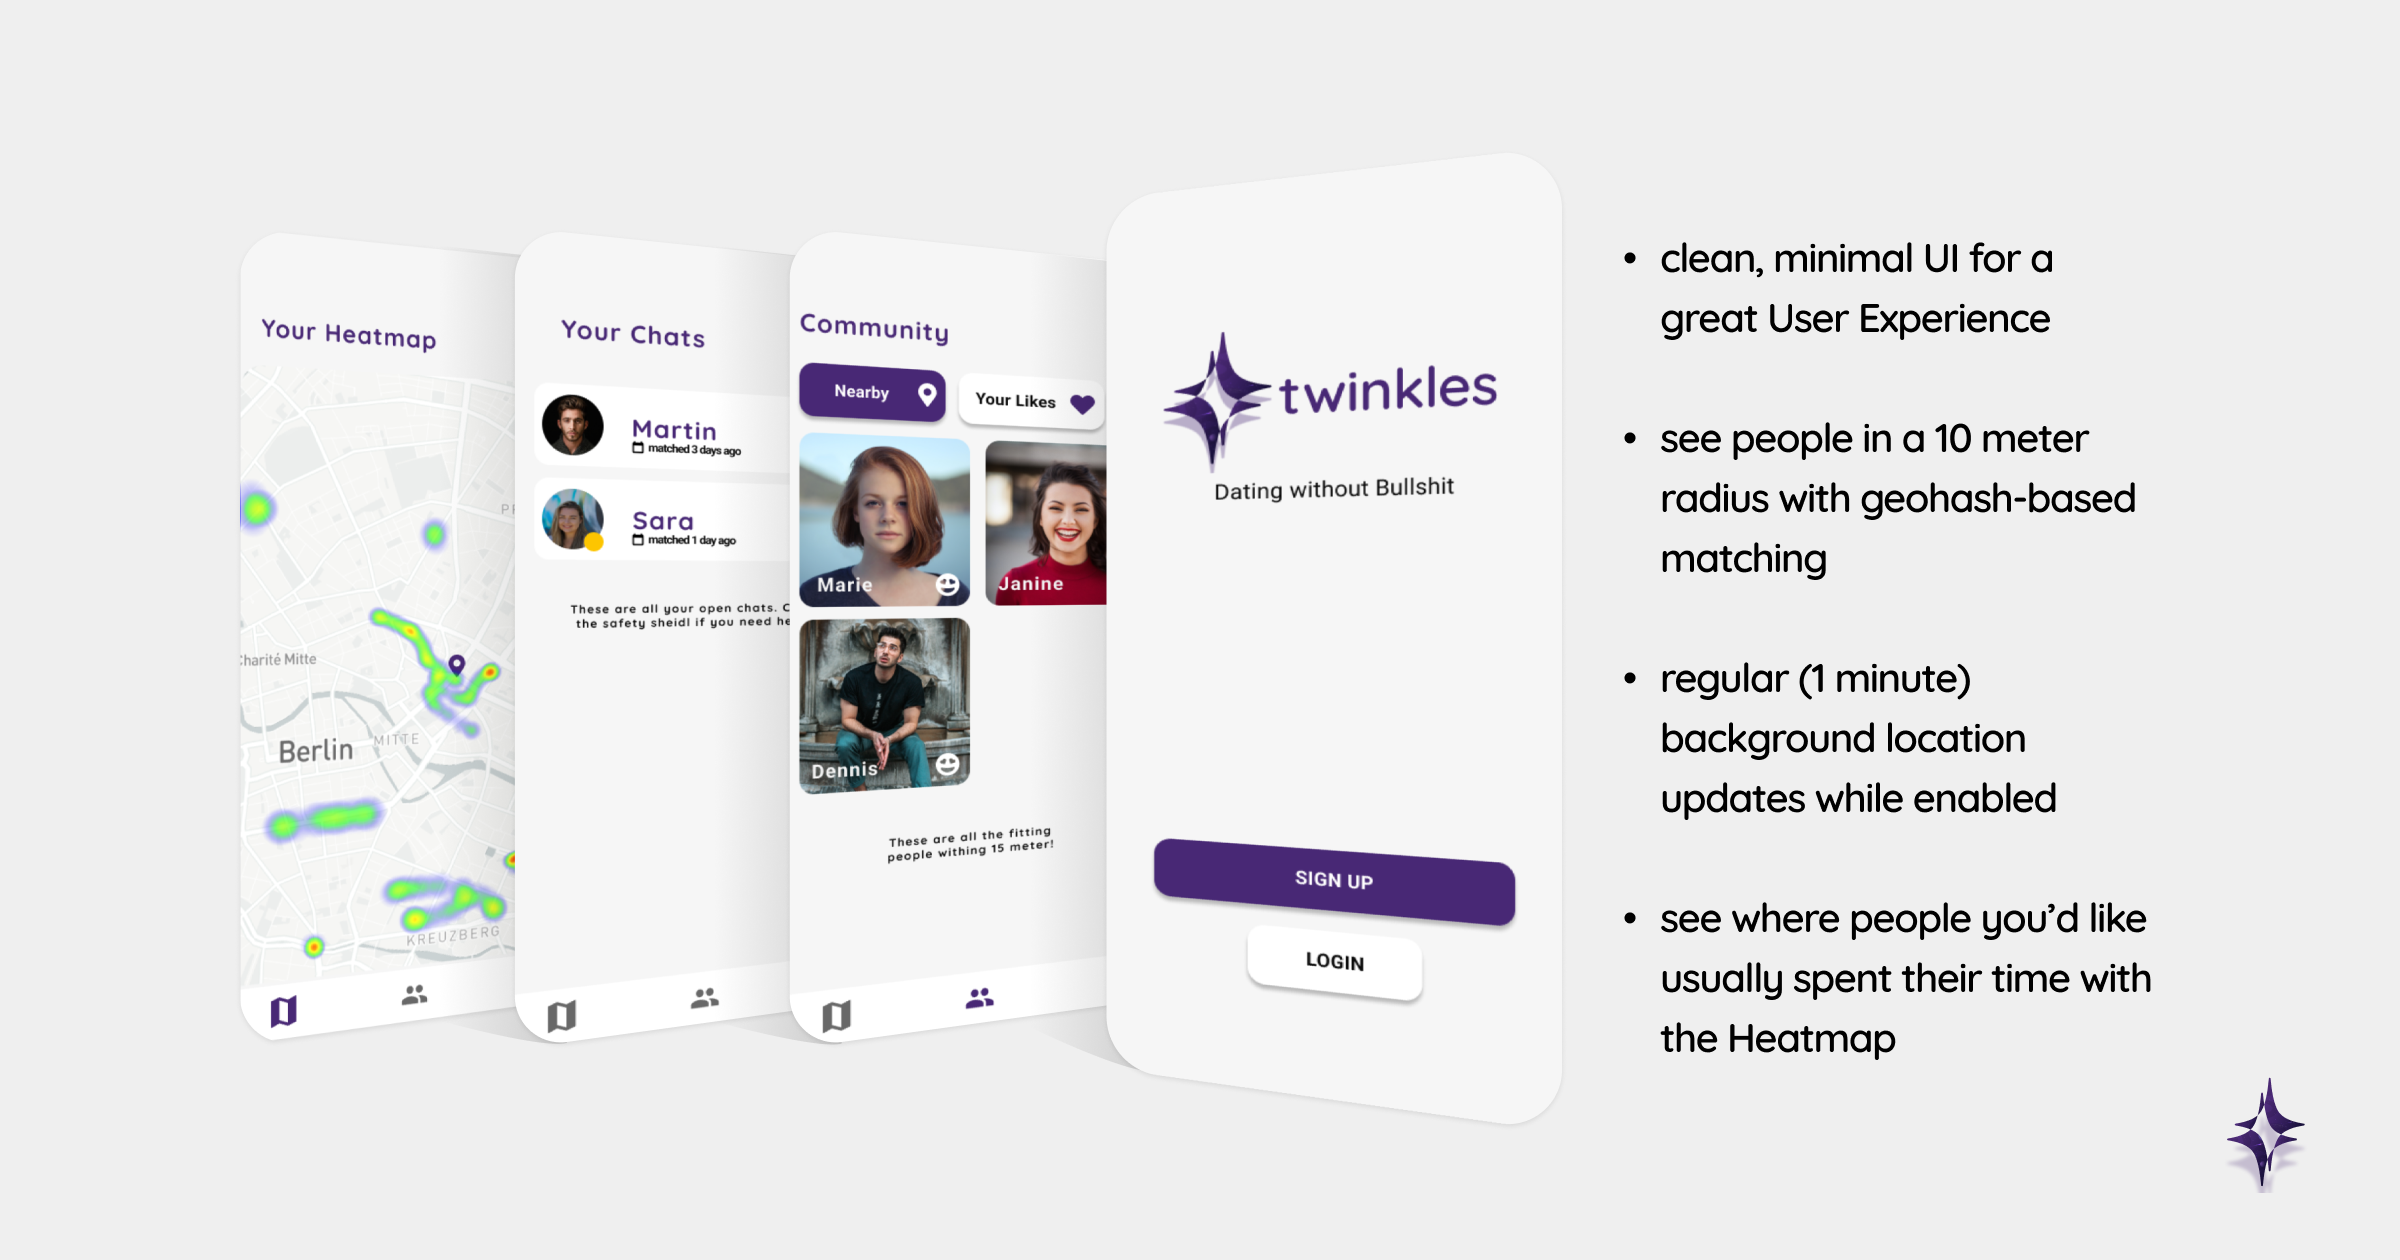 Your Heatmap
Charité Mitte
Berlin
MITTE
KREUZBERG
Your Chats
Martin
matched 3 days ago
Sara
matched 1 day ago
These are all your open chats. C
the safety sheidl if you need he
Community
Nearby
Your Likes
Marie
Janine
Dennis
These are all the fitting
people withing 15 meter!
twinkles
Dating without Bullshit
SIGN UP
LOGIN
• clean, minimal UI for a
great User Experience
• see people in a 10 meter
radius with geohash-based
matching
• regular (1 minute)
background location
updates while enabled
• see where people you’d like
usually spent their time with
the Heatmap